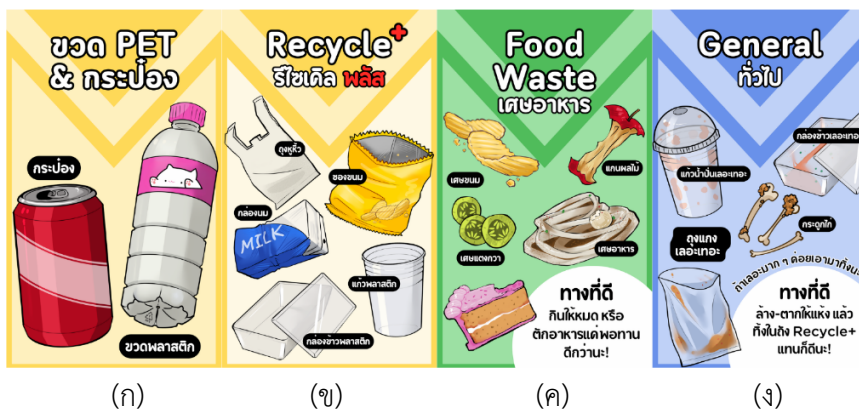 ขวด PET
& กระป๋อง
กระป๋อง
ขวดพลาสติก
Recycle+
รีไซเคิล พลัส
ถุงหูหิ้ว
ซองขนม
กล่องนม
MILK
แก้วพลาสติก
กล่องข้าวพลาสติก
Food
Waste
เศษอาหาร
เศษขนม
แกนผลไม้
เศษแตงกวา
เศษอาหาร
ทางที่ดี
กินให้หมด หรือ
ตักอาหารแต่พอทาน
ดีกว่านะ!
General
ทั่วไป
กล่องข้าวเลอะเทอะ
แก้วน้ำปั่นเลอะเทอะ
กระดูกไก่
ถุงแกง
เลอะเทอะ
ถ้าเลอะมาก ๆ ค่อยเอามาทิ้งนะ
ทางที่ดี
ล้าง-ตากให้แห้ง แล้ว
ทิ้งในถัง Recycle+
แทนก็ดีนะ!
(ก)
(ข)
(ค)
(ง)